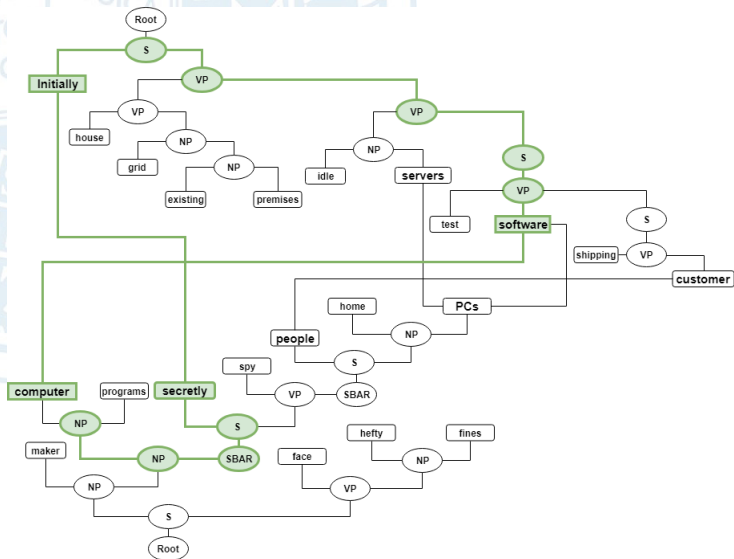 Root
S
Initially
VP
VP
VP
house
NP
NP
S
grid
NP
idle
servers
VP
existing
premises
test
software
S
shipping
VP
customer
home
PCs
people
NP
spy
S
computer
programs
secretly
VP
SBAR
NP
S
hefty
fines
maker
NP
SBAR
face
NP
NP
VP
S
Root